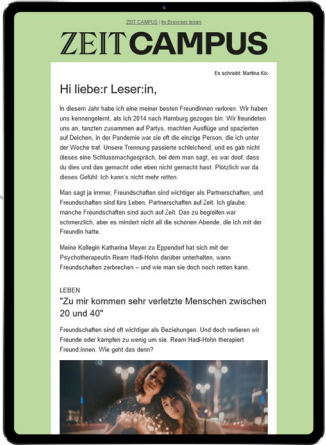 ZEIT CAMPUS | Im Browser lesen
ZEIT CAMPUS
Es schreibt: Martina Kix
Hi liebe:r Leser:in,
in diesem Jahr habe ich eine meiner besten Freundinnen verloren. Wir haben
uns kennengelernt, als ich 2014 nach Hamburg gezogen bin. Wir freundeten
uns an, tanzten zusammen auf Partys, machten Ausflüge und spazierten
auf Deichen, in der Pandemie war sie oft die einzige Person, die ich unter
der Woche traf. Unsere Trennung passierte schleichend, und es gab nicht
dieses eine Schlussmachgespräch, bei dem man sagt, es war doof, dass
du dies und das gemacht oder eben nicht gemacht hast. Plötzlich war da
dieses Gefühl: Ich kann's nicht mehr retten.
Man sagt ja immer, Freundschaften sind wichtiger als Partnerschaften, und
Freundschaften sind fürs Leben, Partnerschaften auf Zeit. Ich glaube,
manche Freundschaften sind auch auf Zeit. Das zu begreifen war
schmerzlich, aber es mindert nicht all die schönen Abende, die ich mit der
Freundin hatte.
Meine Kollegin Katharina Meyer zu Eppendorf hat sich mit der
Psychotherapeutin Ream Hadi-Hohn darüber unterhalten, wann
Freundschaften zerbrechen – und wie man sie doch noch retten kann.
LEBEN
"Zu mir kommen sehr verletzte Menschen zwischen
20 und 40"
Freundschaften sind oft wichtiger als Beziehungen. Und doch verlieren wir
Freunde oder kämpfen zu wenig um sie. Ream Hadi-Hohn therapiert
Freund:innen. Wie geht das denn?